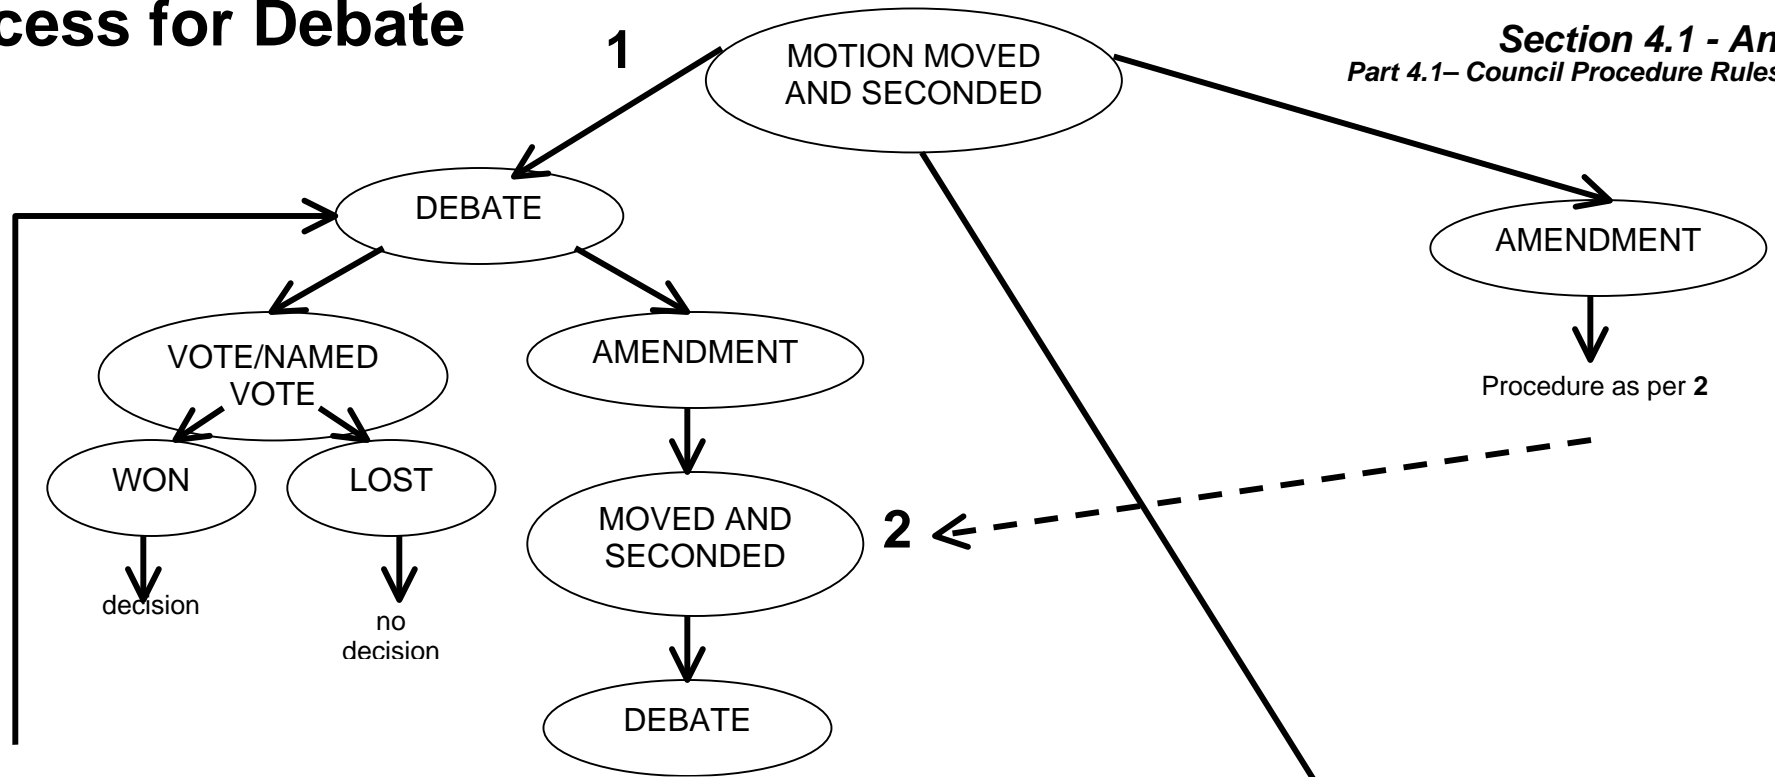 cess for Debate
1
MOTION MOVED
AND SECONDED
Section 4.1 - An
Part 4.1– Council Procedure Rules
DEBATE
AMENDMENT
VOTE/NAMED
VOTE
AMENDMENT
Procedure as per 2
WON
LOST
MOVED AND
SECONDED
2
decision
no
decision
DEBATE